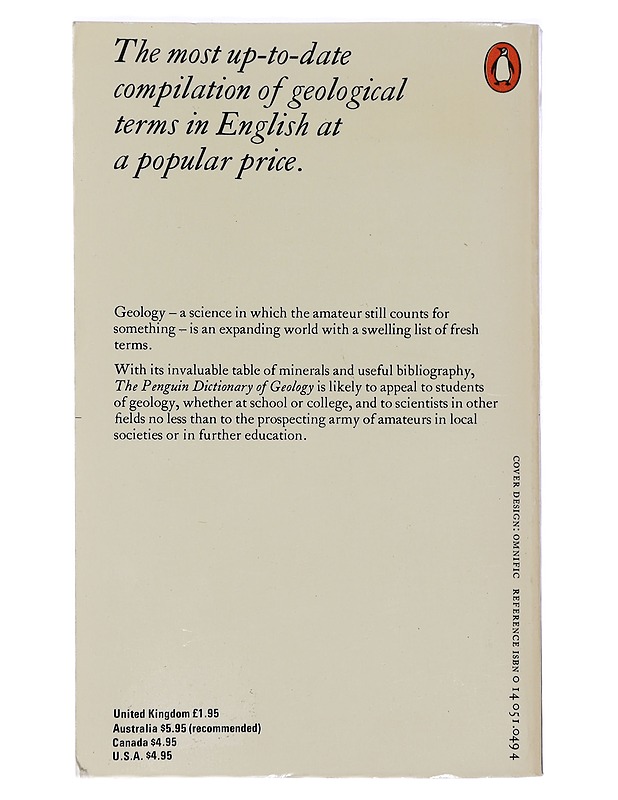 The most up-to-date
compilation of geological
terms in English at
a popular price.
Geology – a science in which the amateur still counts for
something – is an expanding world with a swelling list of fresh
terms.
With its invaluable table of minerals and useful bibliography,
The Penguin Dictionary of Geology is likely to appeal to students
of geology, whether at school or college, and to scientists in other
fields no less than to the prospecting army of amateurs in local
societies or in further education.
COVER DESIGN: OMNIFIC REFERENCE ISBN 0 14 051.049 4
United Kingdom £1.95
Australia $5.95 (recommended)
Canada $4.95
U.S.A. $4.95